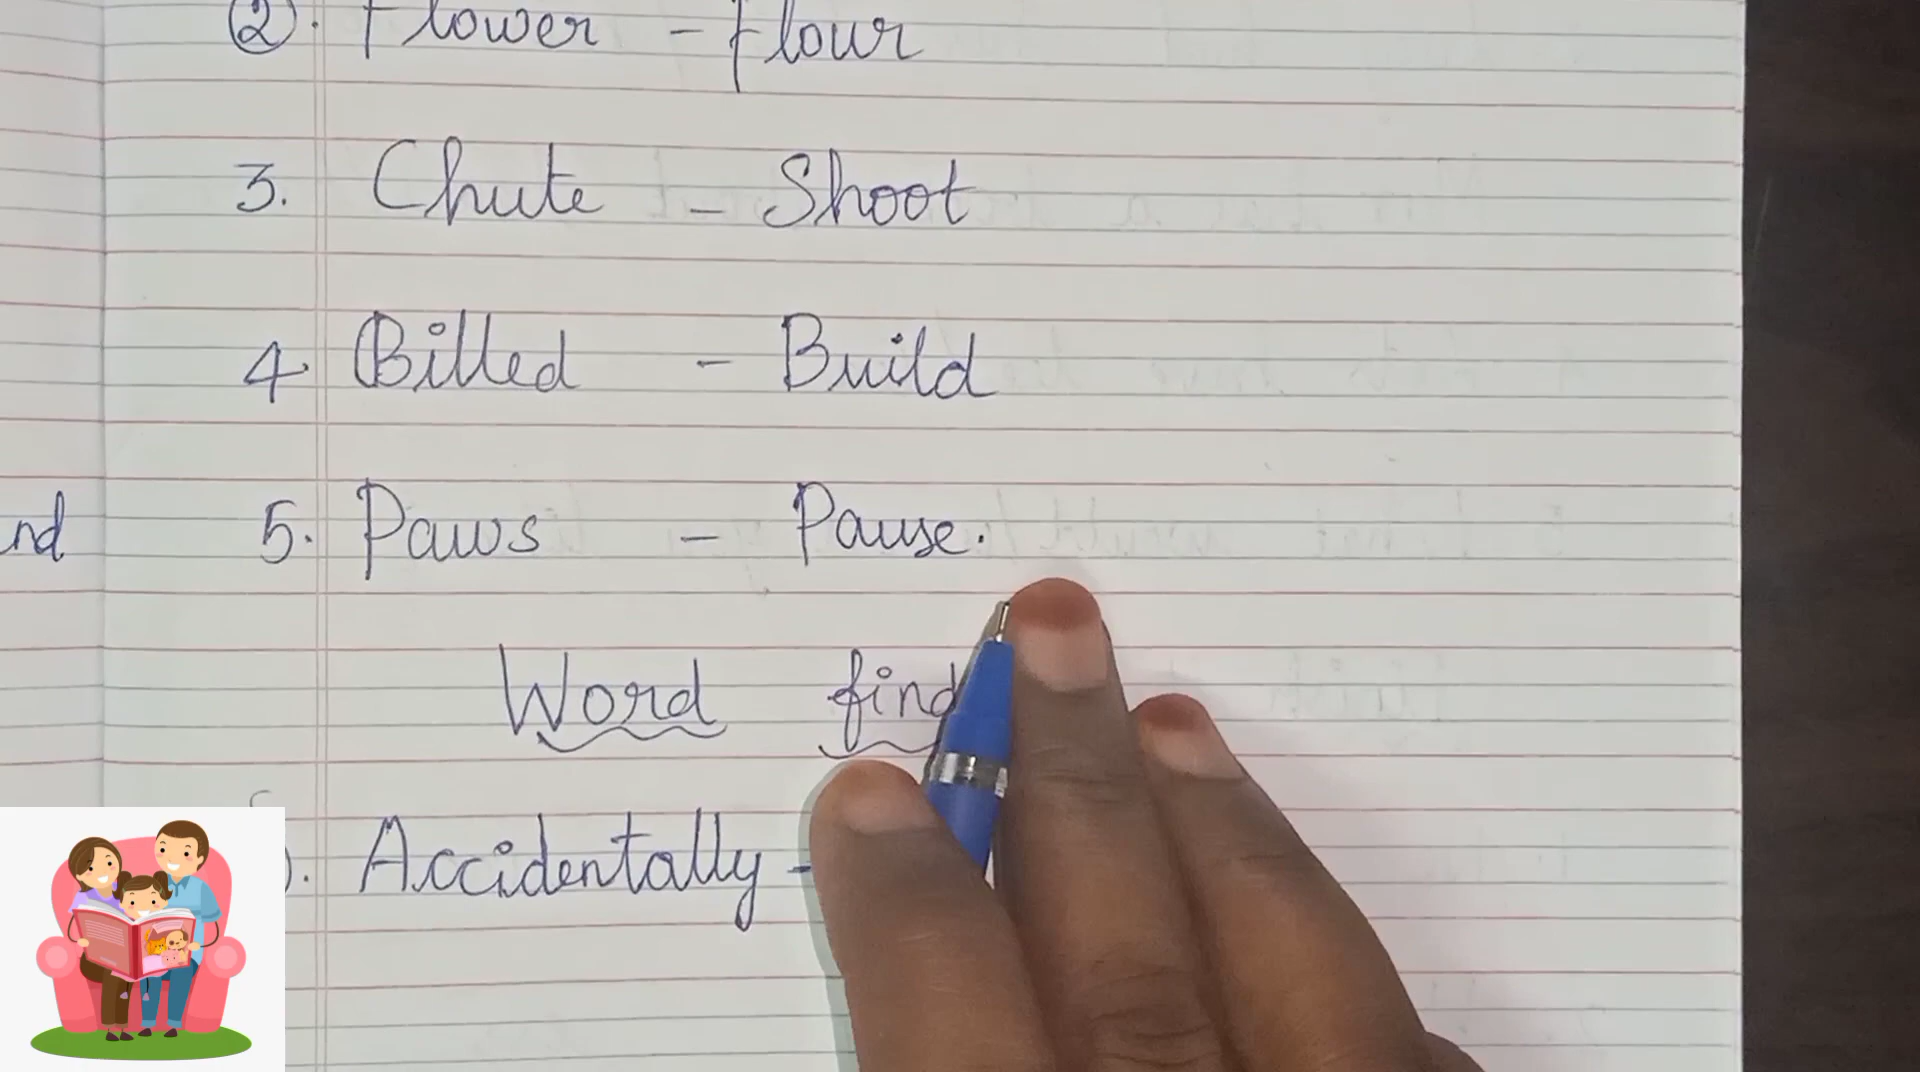 ②. Flower - Flour
3. Chute - Shoot
4. Billed - Build
nd 5. Paws - Pause.
Word find
). Accidentally -